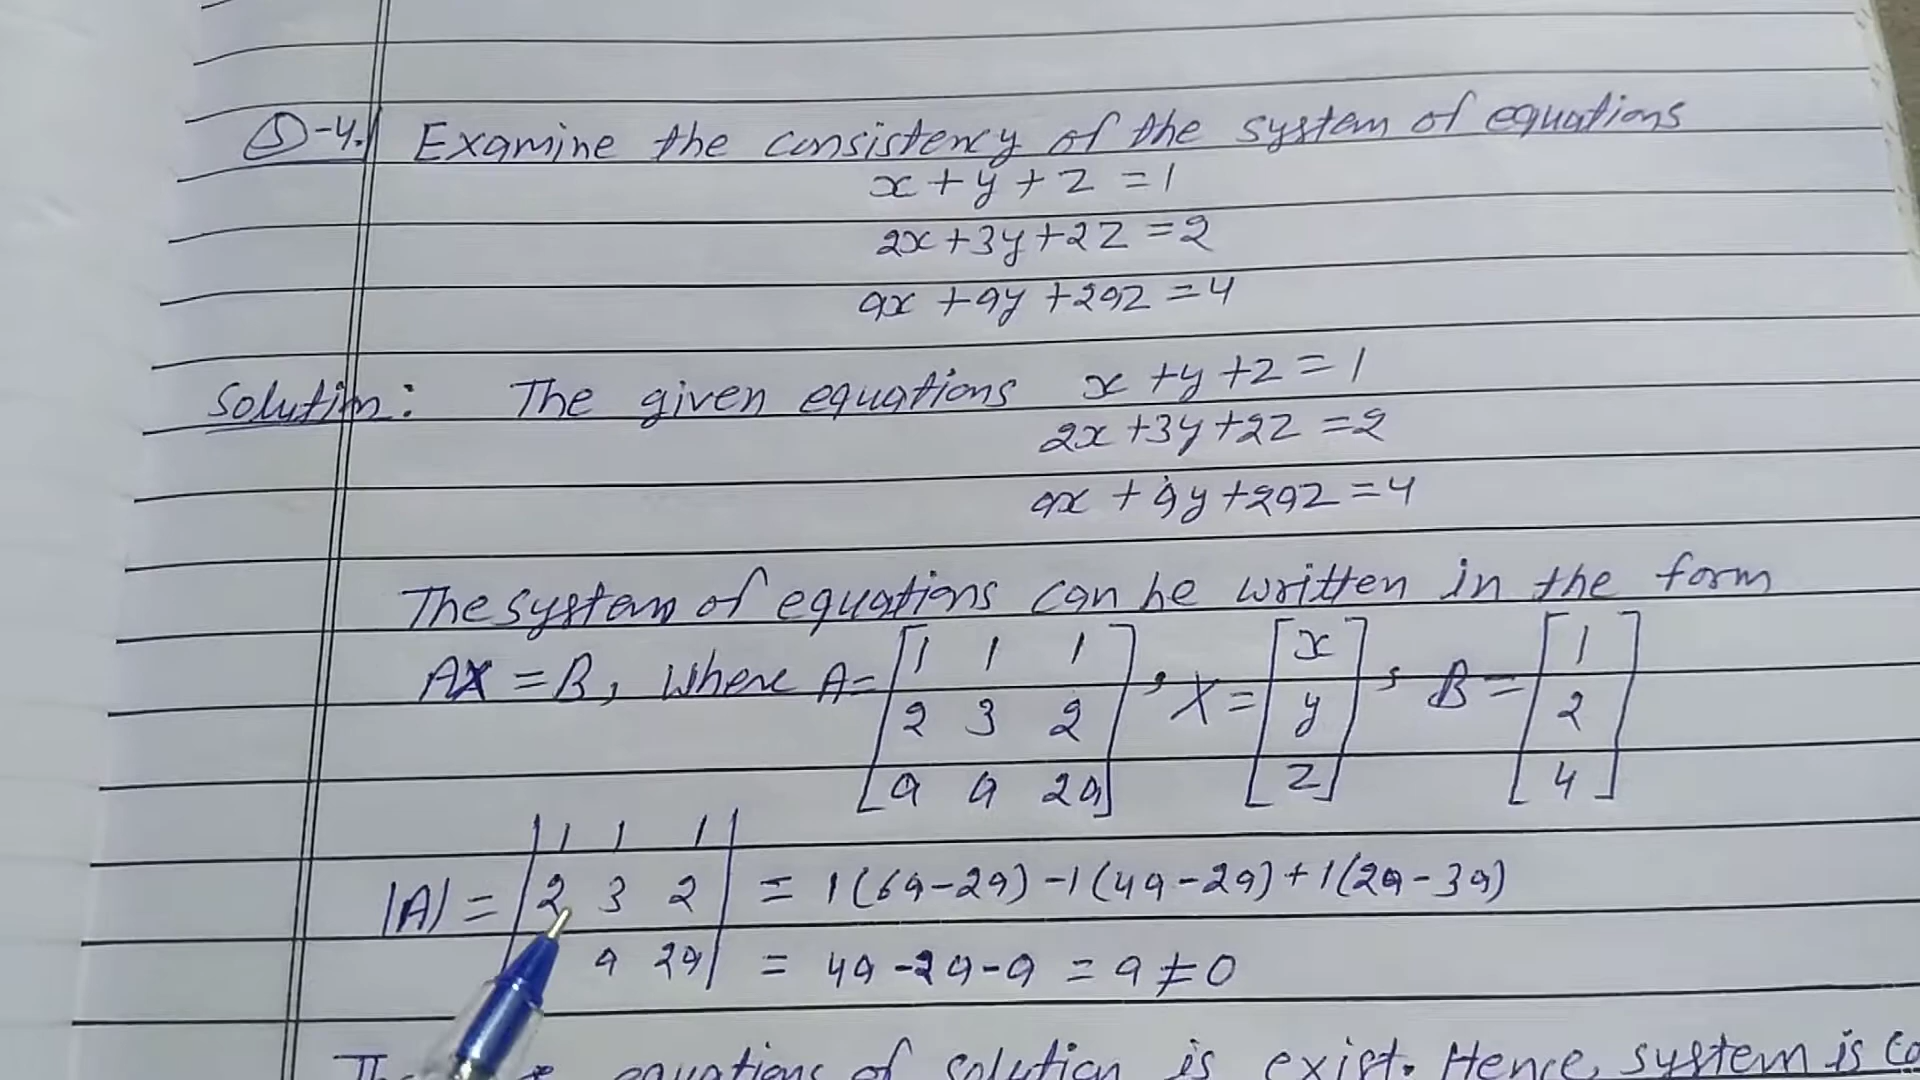 Q-4. Examine the consistency of the system of equations
x + y + z = 1
2x + 3y + 2z = 2
ax + ay + 2az = 4
Solution: The given equations x + y + z = 1
2x + 3y + 2z = 2
ax + ay + 2az = 4
The system of equations can be written in the form
AX = B, where A = [1 1 1; 2 3 2; a a 2a], X = [x; y; z], B = [1; 2; 4]
|A| = |1 1 1; 2 3 2; a 2a| = 1(6a-2a) -1(4a-2a) +1(2a-3a)
= 4a - 2a - a = a ≠ 0
equations of solution is exist. Hence, system is co